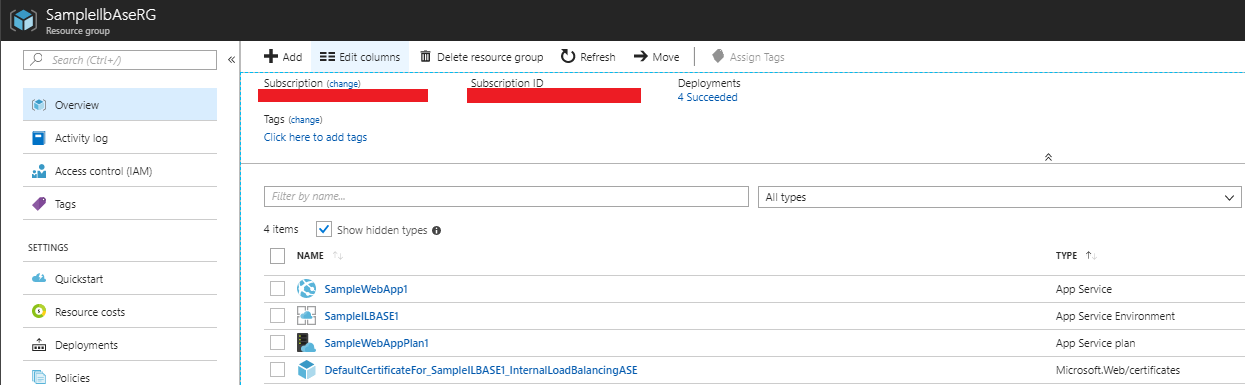 SampleIlbAseRG
Resource group
Search (Ctrl+/)
Overview
Activity log
Access control (IAM)
Tags
SETTINGS
Quickstart
Resource costs
Deployments
Policies
Add Edit columns Delete resource group Refresh Move Assign Tags
Subscription (change) Subscription ID Deployments
4 Succeeded
Tags (change)
Click here to add tags
Filter by name... All types
4 items Show hidden types
NAME TYPE
SampleWebApp1 App Service
SampleILBASE1 App Service Environment
SampleWebAppPlan1 App Service plan
DefaultCertificateFor_SampleILBASE1_InternalLoadBalancingASE Microsoft.Web/certificates